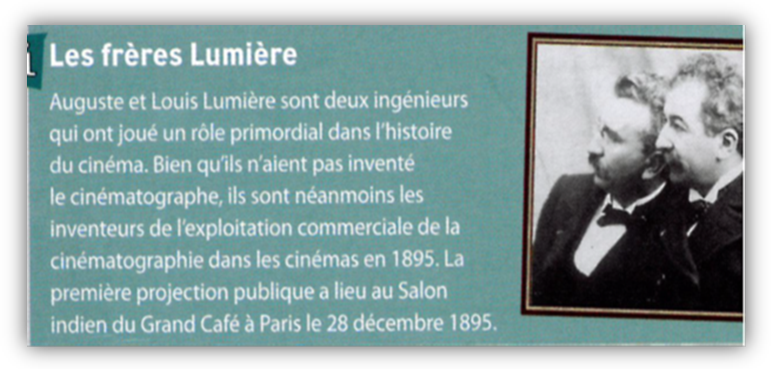 i Les frères Lumière
Auguste et Louis Lumière sont deux ingénieurs
qui ont joué un rôle primordial dans l'histoire
du cinéma. Bien qu'ils n'aient pas inventé
le cinématographe, ils sont néanmoins les
inventeurs de l'exploitation commerciale de la
cinématographie dans les cinémas en 1895. La
première projection publique a lieu au Salon
indien du Grand Café à Paris le 28 décembre 1895.